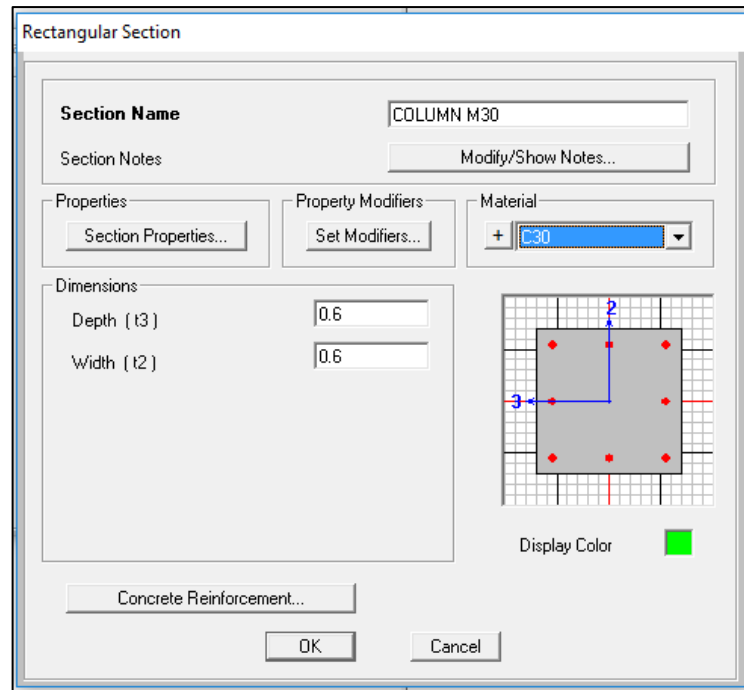 Rectangular Section
Section Name COLUMN M30
Section Notes Modify/Show Notes...
Properties Property Modifiers Material
Section Properties... Set Modifiers... + C30
Dimensions
Depth ( t3 ) 0.6
Width ( t2 ) 0.6
2
3
Display Color
Concrete Reinforcement...
OK Cancel